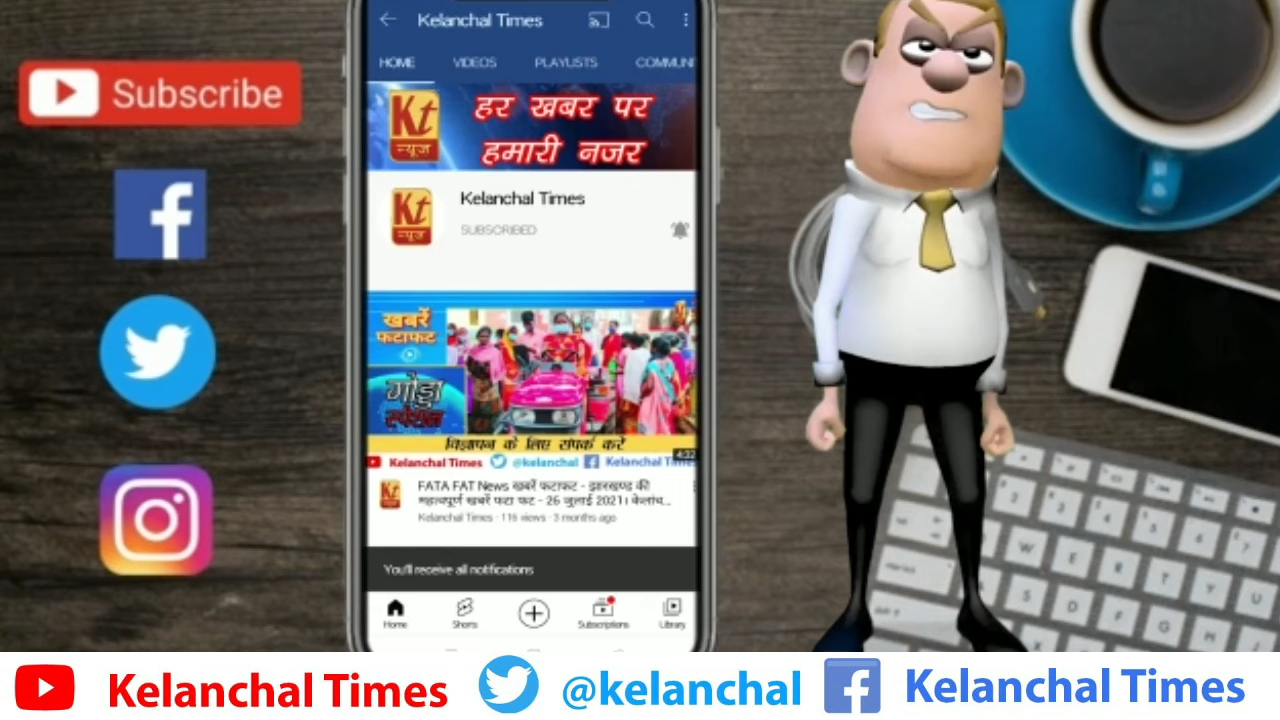 Subscribe
Kelanchal Times
HOME VIDEOS PLAYLISTS COMMUN
Kt
न्यूज
हर खबर पर
हमारी नजर
Kt
न्यूज
Kelanchal Times
SUBSCRIBED
खबरें
फटाफट
गोड्डा
स्पेशल
विज्ञापन के लिए संपर्क करें
4:32
Kelanchal Times @kelanchal Kelanchal Times
FATA FAT News खबरें फटाफट - झारखण्ड की
महत्वपूर्ण खबरें फटा फट - 26 जुलाई 2021। केलांच...
Kelanchal Times · 116 views · 3 months ago
You'll receive all notifications
Home Shorts Subscriptions Library
W E R T Y U
S D F G H
Kelanchal Times @kelanchal Kelanchal Times